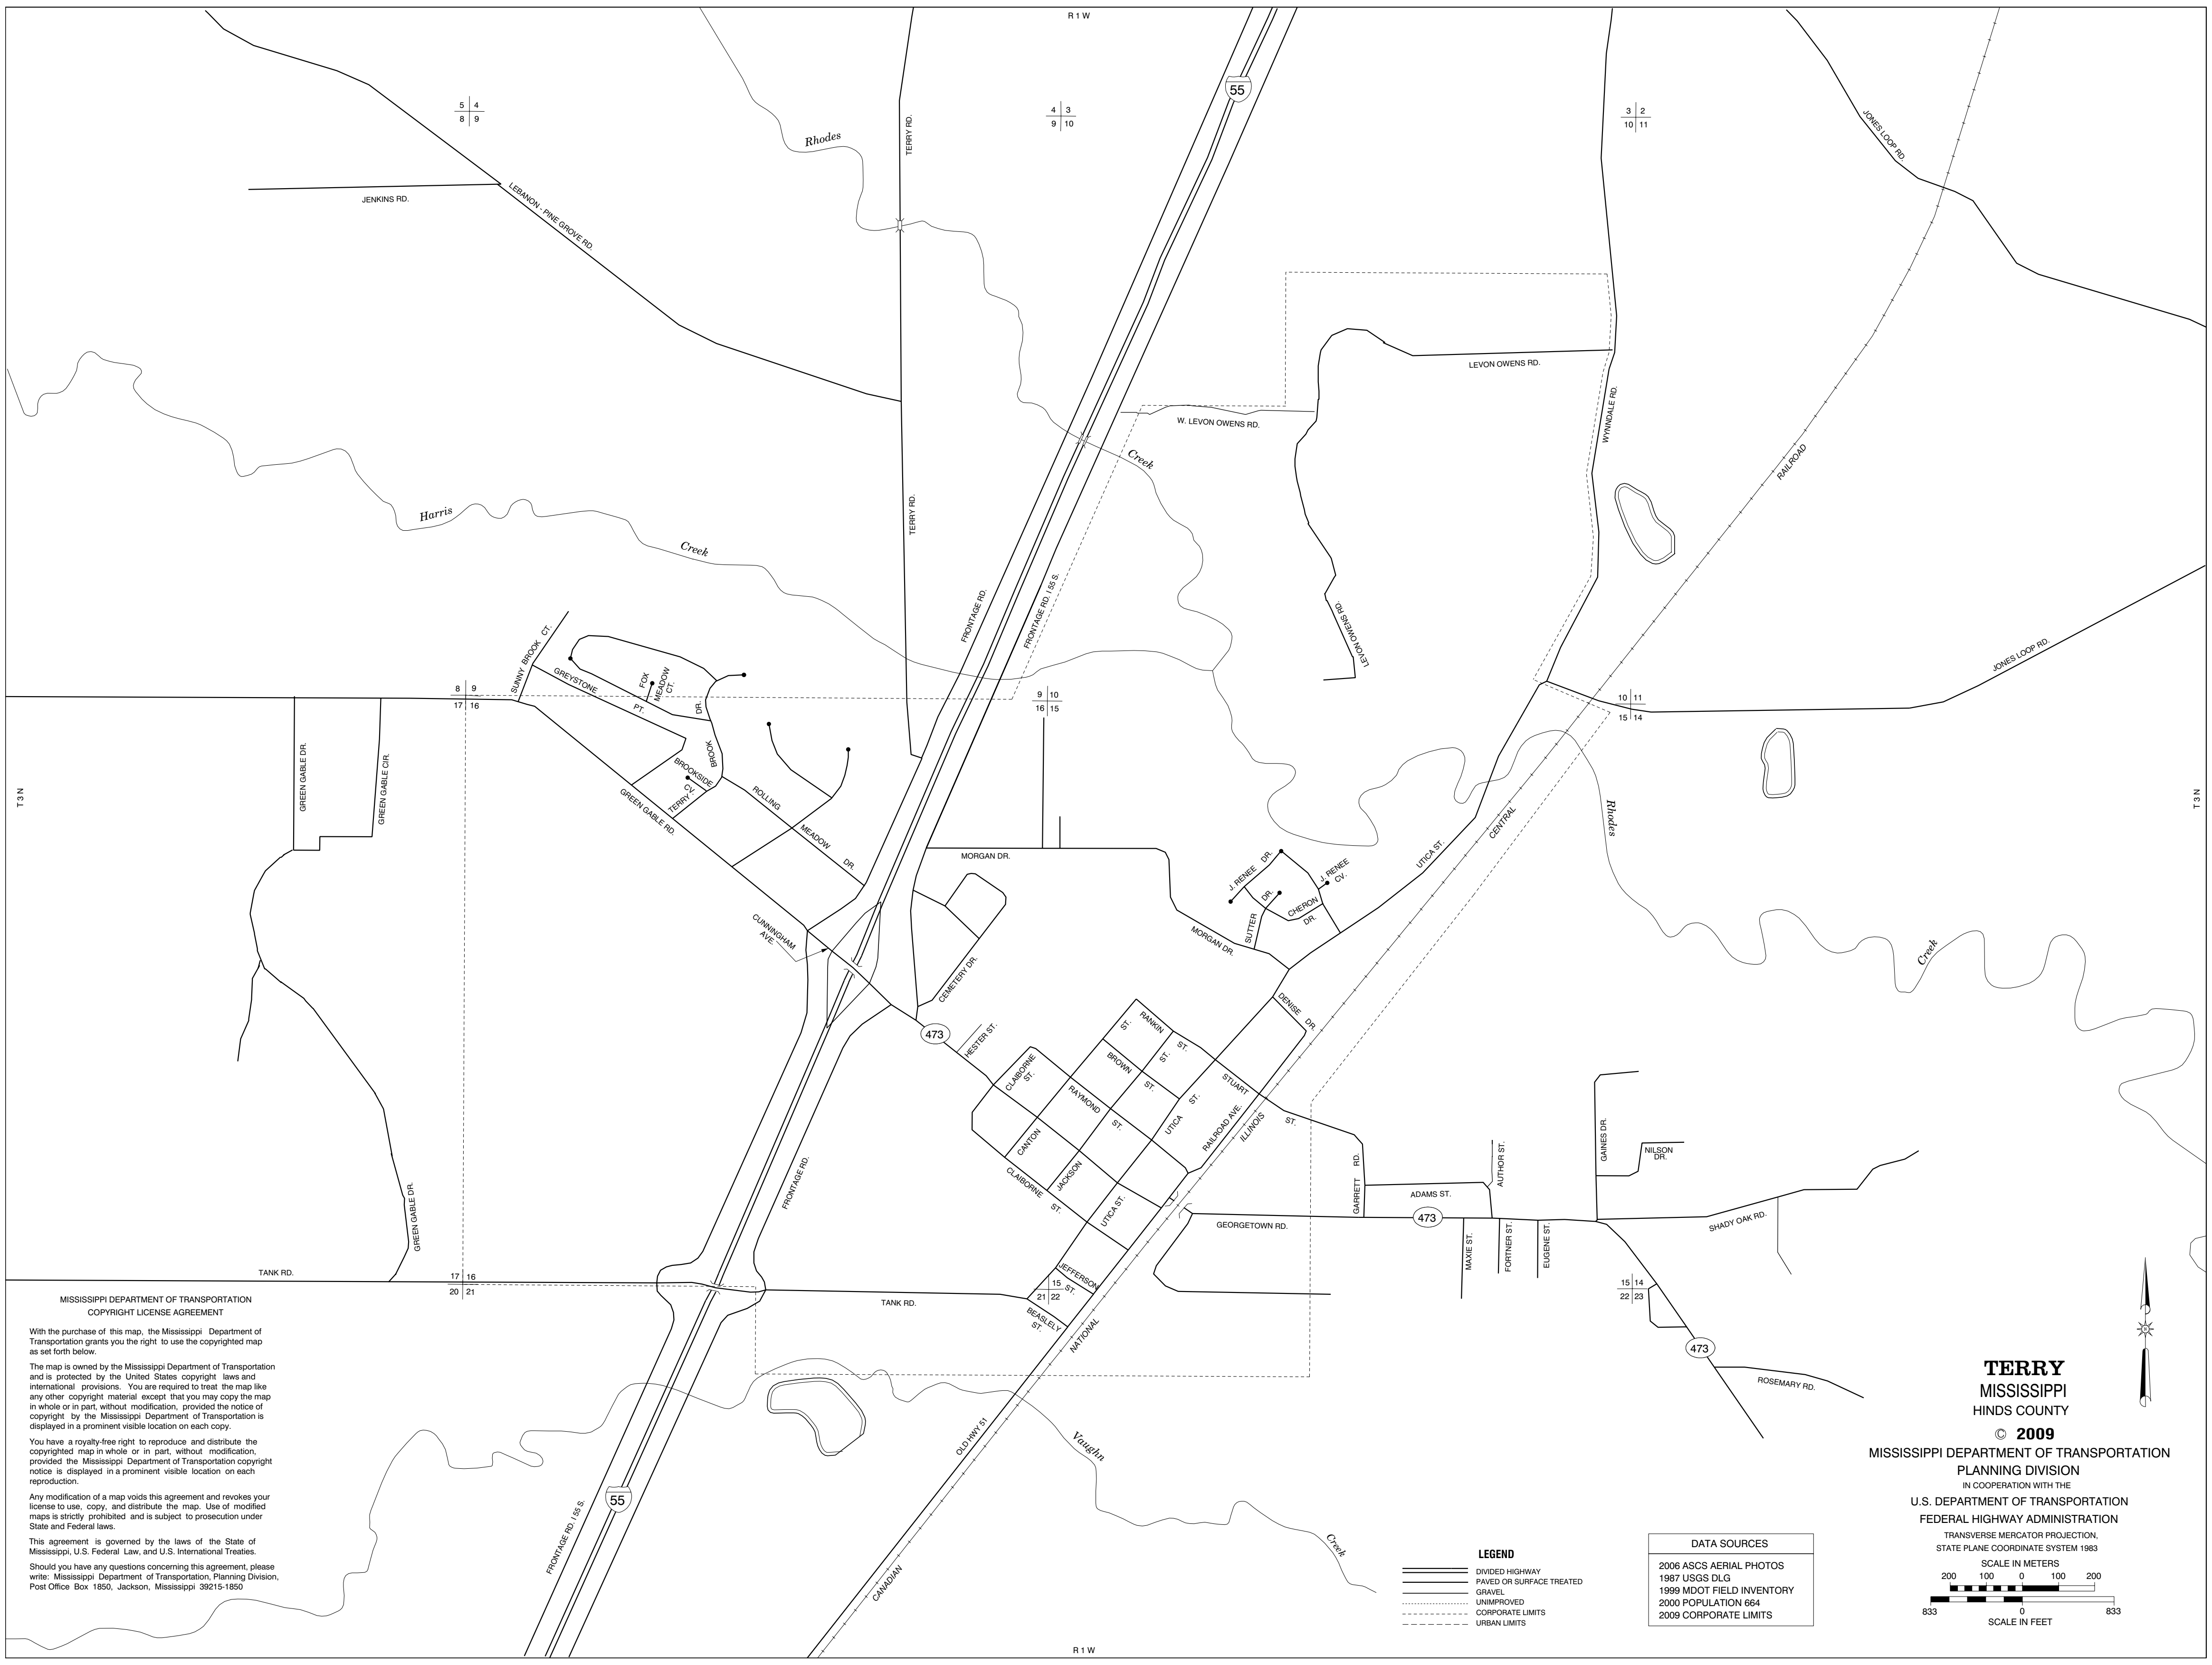 R 1 W
55
5 4
8 9
4 3
9 10
3 2
10 11
Rhodes
TERRY RD.
JONES LOOP RD.
JENKINS RD.
LEBANON - PINE GROVE RD.
LEVON OWENS RD.
W. LEVON OWENS RD.
WYNNDALE RD.
RAILROAD
Creek
Harris
Creek
TERRY RD.
FRONTAGE RD.
FRONTAGE RD. I 55 S.
LEVON OWENS RD.
JONES LOOP RD.
SUNNY BROOK CT.
GREYSTONE
PT.
FOX
MEADOW
CT.
BROOK
DR.
8 9
17 16
9 10
16 15
10 11
15 14
T 3 N
T 3 N
GREEN GABLE DR.
GREEN GABLE CIR.
BROOKSIDE
CV.
TERRY
GREEN GABLE RD.
ROLLING
MEADOW
DR.
MORGAN DR.
CENTRAL
UTICA ST.
Rhodes
Creek
J. RENEE DR.
J. RENEE
CV.
SUTTER
DR.
CHERON
DR.
MORGAN DR.
CUNNINGHAM
AVE.
CEMETERY DR.
473
HESTER ST.
DENISE DR.
RANKIN
ST.
ST.
BROWN
ST.
ST.
STUART
ST.
CLAIBORNE
ST.
RAYMOND
ST.
UTICA
ST.
RAILROAD AVE.
ILLINOIS
CANTON
JACKSON
CLAIBORNE
ST.
UTICA ST.
FRONTAGE RD.
GREEN GABLE DR.
GARRETT RD.
ADAMS ST.
AUTHOR ST.
GAINES DR.
NILSON
DR.
GEORGETOWN RD.
473
SHADY OAK RD.
MAXIE ST.
FORTNER ST.
EUGENE ST.
TANK RD.
17 16
20 21
TANK RD.
JEFFERSON
ST.
15
21 22
BEASLELY
ST.
NATIONAL
15 14
22 23
473
ROSEMARY RD.
OLD HWY 51
Vaughn
Creek
55
FRONTAGE RD. I 55 S.
CANADIAN
R 1 W
MISSISSIPPI DEPARTMENT OF TRANSPORTATION
COPYRIGHT LICENSE AGREEMENT
With the purchase of this map, the Mississippi Department of
Transportation grants you the right to use the copyrighted map
as set forth below.
The map is owned by the Mississippi Department of Transportation
and is protected by the United States copyright laws and
international provisions. You are required to treat the map like
any other copyright material except that you may copy the map
in whole or in part, without modification, provided the notice of
copyright by the Mississippi Department of Transportation is
displayed in a prominent visible location on each copy.
You have a royalty-free right to reproduce and distribute the
copyrighted map in whole or in part, without modification,
provided the Mississippi Department of Transportation copyright
notice is displayed in a prominent visible location on each
reproduction.
Any modification of a map voids this agreement and revokes your
license to use, copy, and distribute the map. Use of modified
maps is strictly prohibited and is subject to prosecution under
State and Federal laws.
This agreement is governed by the laws of the State of
Mississippi, U.S. Federal Law, and U.S. International Treaties.
Should you have any questions concerning this agreement, please
write: Mississippi Department of Transportation, Planning Division,
Post Office Box 1850, Jackson, Mississippi 39215-1850
LEGEND
DIVIDED HIGHWAY
PAVED OR SURFACE TREATED
GRAVEL
UNIMPROVED
CORPORATE LIMITS
URBAN LIMITS
DATA SOURCES
2006 ASCS AERIAL PHOTOS
1987 USGS DLG
1999 MDOT FIELD INVENTORY
2000 POPULATION 664
2009 CORPORATE LIMITS
TERRY
MISSISSIPPI
HINDS COUNTY
© 2009
MISSISSIPPI DEPARTMENT OF TRANSPORTATION
PLANNING DIVISION
IN COOPERATION WITH THE
U.S. DEPARTMENT OF TRANSPORTATION
FEDERAL HIGHWAY ADMINISTRATION
TRANSVERSE MERCATOR PROJECTION,
STATE PLANE COORDINATE SYSTEM 1983
SCALE IN METERS
200 100 0 100 200
833 0 833
SCALE IN FEET